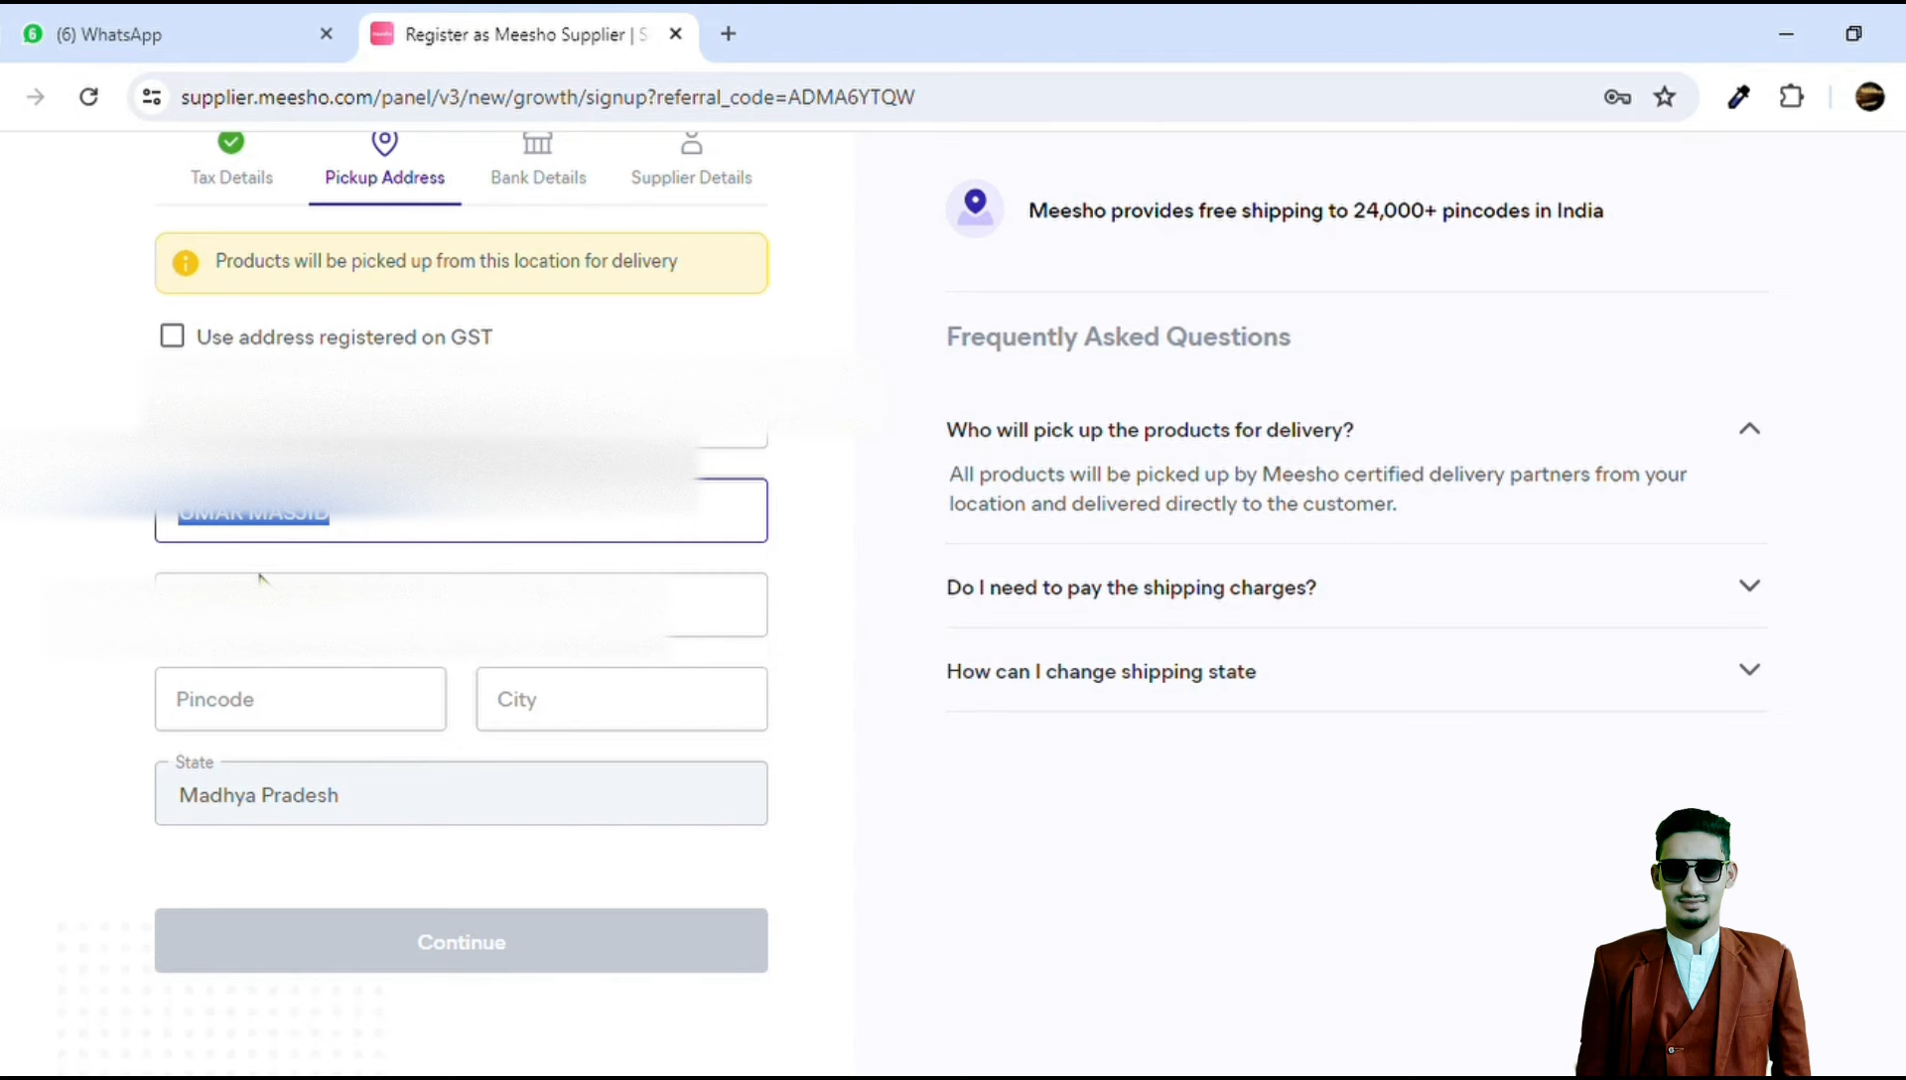 6 (6) WhatsApp
Register as Meesho Supplier | S
supplier.meesho.com/panel/v3/new/growth/signup?referral_code=ADMA6YTQW
Tax Details
Pickup Address
Bank Details
Supplier Details
Products will be picked up from this location for delivery
Use address registered on GST
UMAR MASJID
Pincode
City
State
Madhya Pradesh
Continue
Meesho provides free shipping to 24,000+ pincodes in India
Frequently Asked Questions
Who will pick up the products for delivery?
All products will be picked up by Meesho certified delivery partners from your
location and delivered directly to the customer.
Do I need to pay the shipping charges?
How can I change shipping state